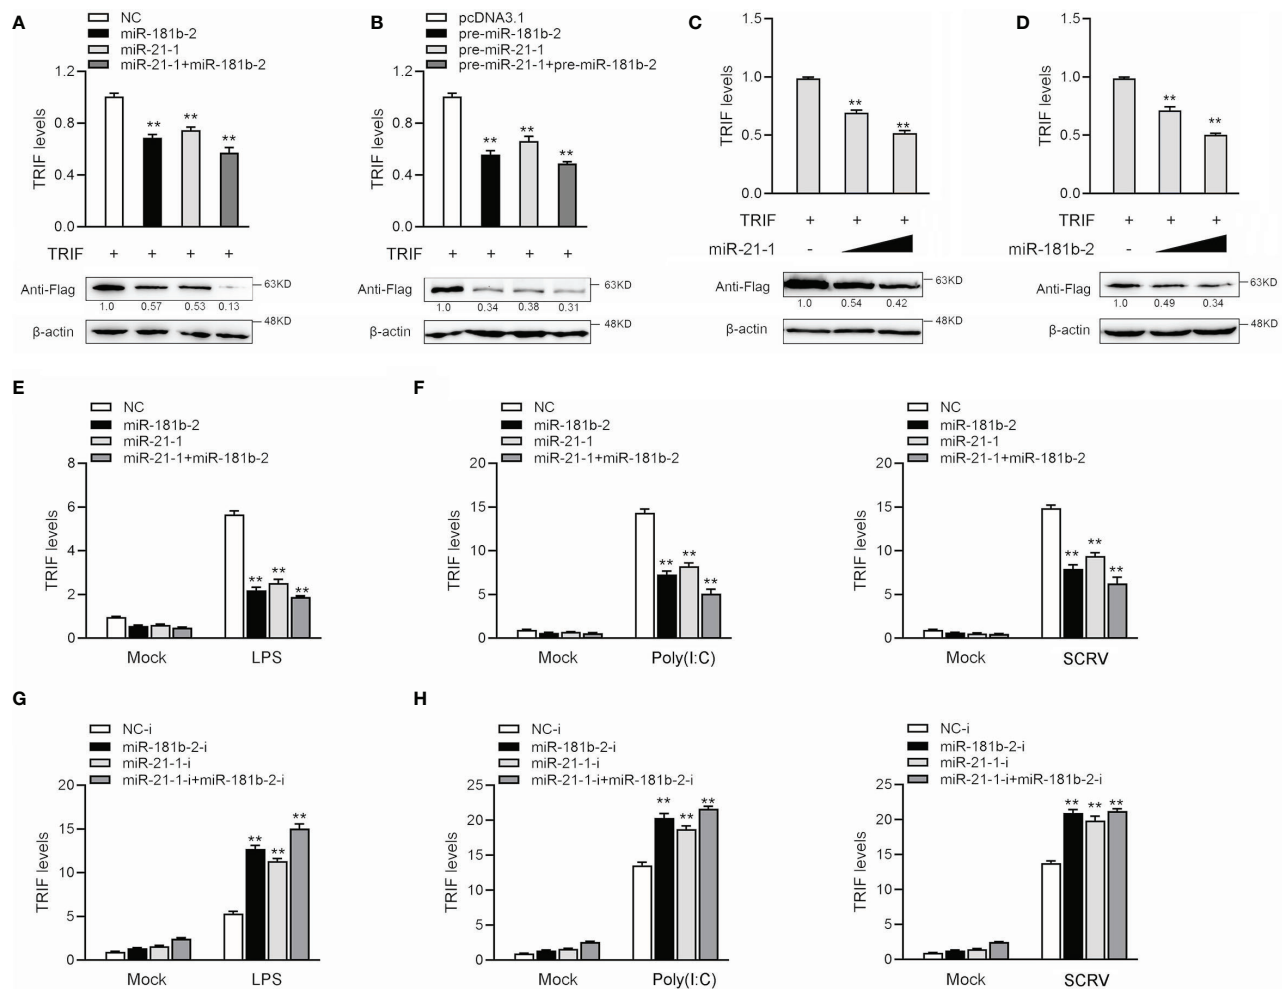 A
NC
miR-181b-2
miR-21-1
miR-21-1+miR-181b-2
TRIF levels
1.2
0.8
0.4
0.0
** ** **
TRIF + + + +
Anti-Flag
63KD
1.0 0.57 0.53 0.13
β-actin
48KD
B
pcDNA3.1
pre-miR-181b-2
pre-miR-21-1
pre-miR-21-1+pre-miR-181b-2
TRIF levels
1.2
0.8
0.4
0.0
** ** **
TRIF + + + +
Anti-Flag
63KD
1.0 0.34 0.38 0.31
β-actin
48KD
C
TRIF levels
1.5
1.0
0.5
0.0
** **
TRIF + + +
miR-21-1 -
Anti-Flag
63KD
1.0 0.54 0.42
β-actin
48KD
D
TRIF levels
1.5
1.0
0.5
0.0
** **
TRIF + + +
miR-181b-2 -
Anti-Flag
63KD
1.0 0.49 0.34
β-actin
48KD
E
NC
miR-181b-2
miR-21-1
miR-21-1+miR-181b-2
TRIF levels
8
6
4
2
0
** ** **
Mock LPS
F
NC
miR-181b-2
miR-21-1
miR-21-1+miR-181b-2
TRIF levels
20
15
10
5
0
** ** **
Mock Poly(I:C)
NC
miR-181b-2
miR-21-1
miR-21-1+miR-181b-2
TRIF levels
20
15
10
5
0
** ** **
Mock SCRV
G
NC-i
miR-181b-2-i
miR-21-1-i
miR-21-1-i+miR-181b-2-i
TRIF levels
20
15
10
5
0
** ** **
Mock LPS
H
NC-i
miR-181b-2-i
miR-21-1-i
miR-21-1-i+miR-181b-2-i
TRIF levels
25
20
15
10
5
0
** ** **
Mock Poly(I:C)
NC-i
miR-181b-2-i
miR-21-1-i
miR-21-1-i+miR-181b-2-i
TRIF levels
25
20
15
10
5
0
** ** **
Mock SCRV